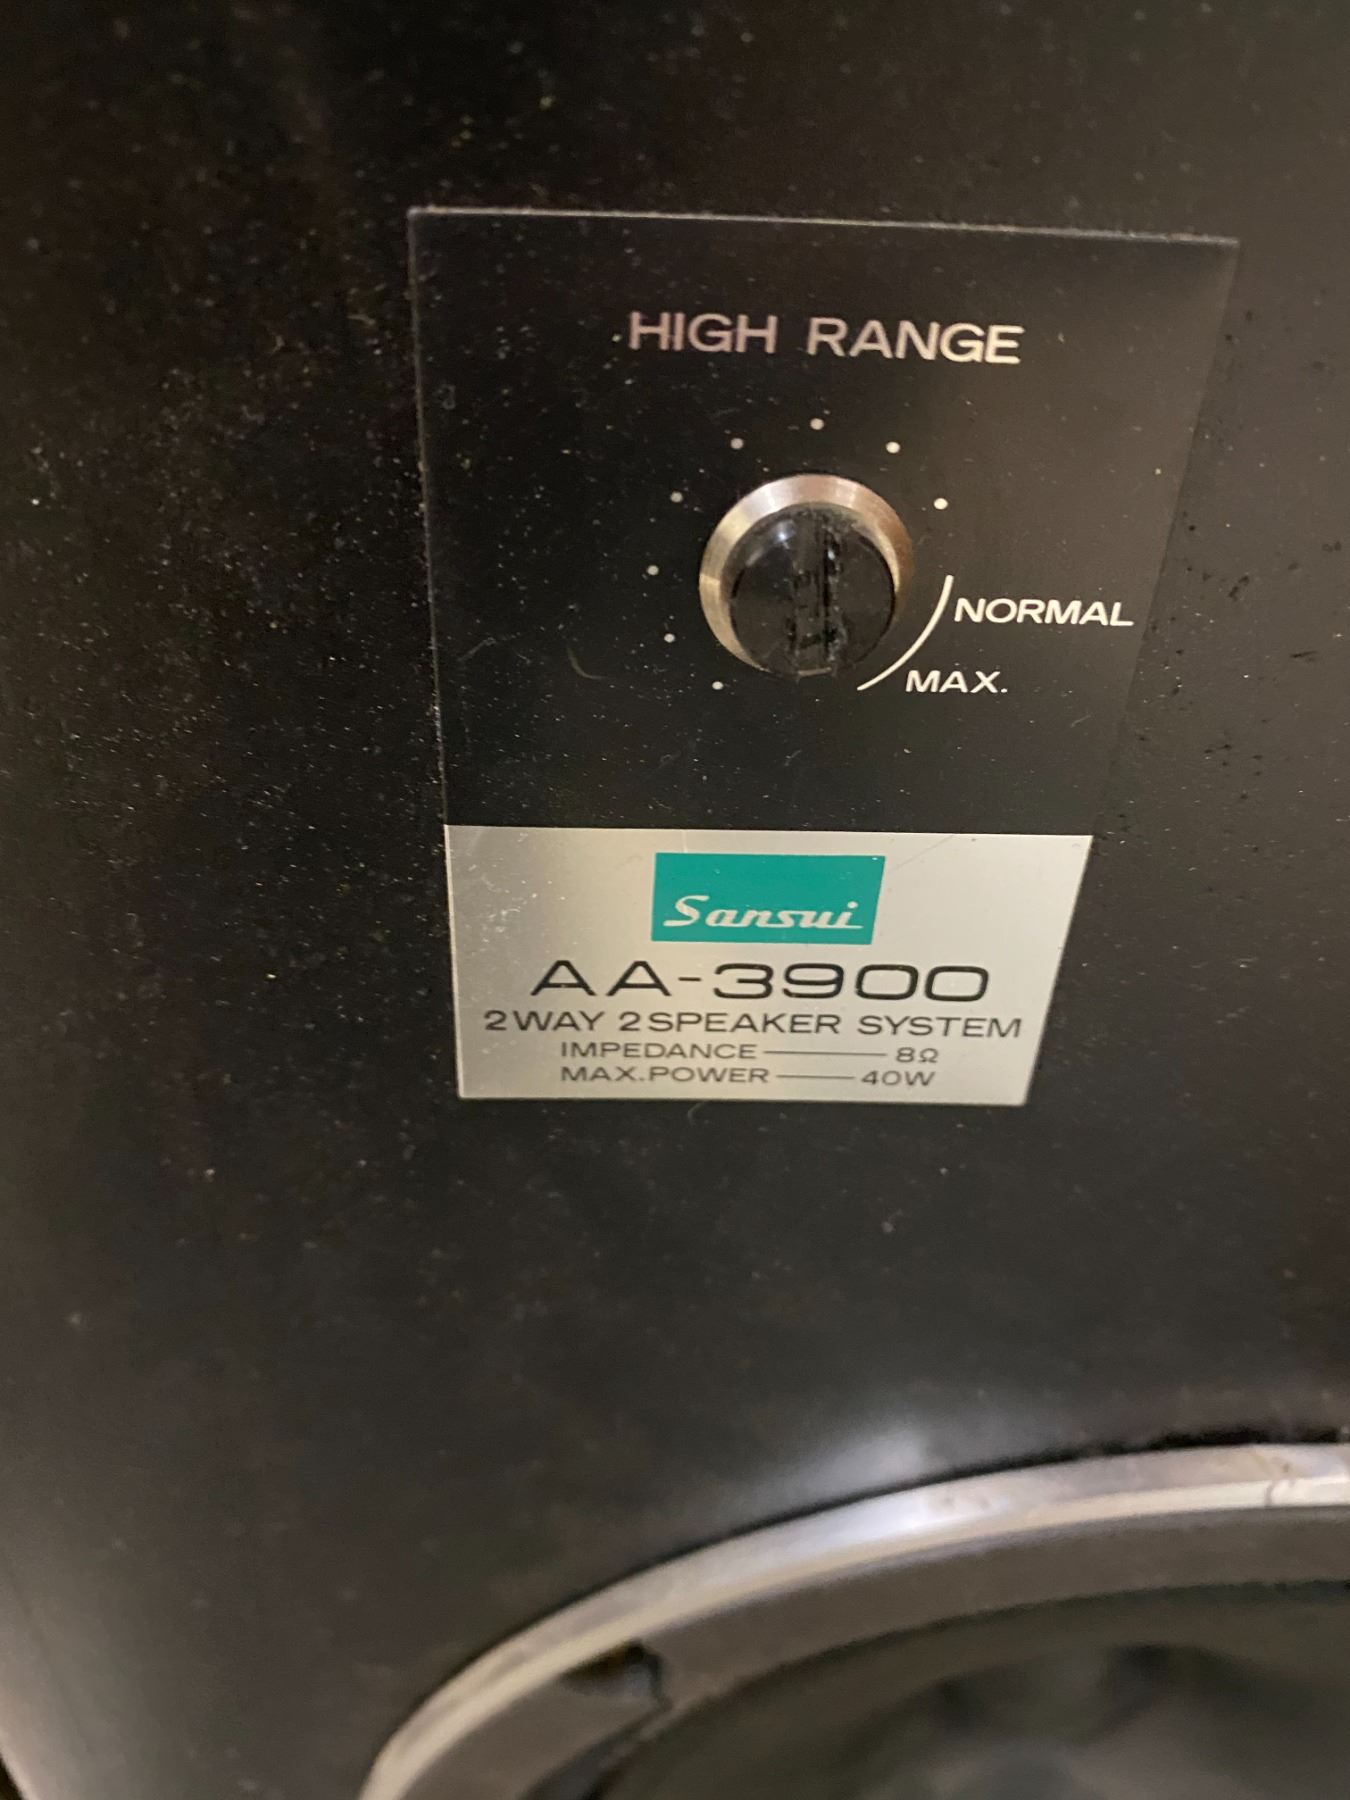 HIGH RANGE
NORMAL
MAX.
Sansui
AA-3900
2WAY 2SPEAKER SYSTEM
IMPEDANCE 8Ω
MAX.POWER 40W